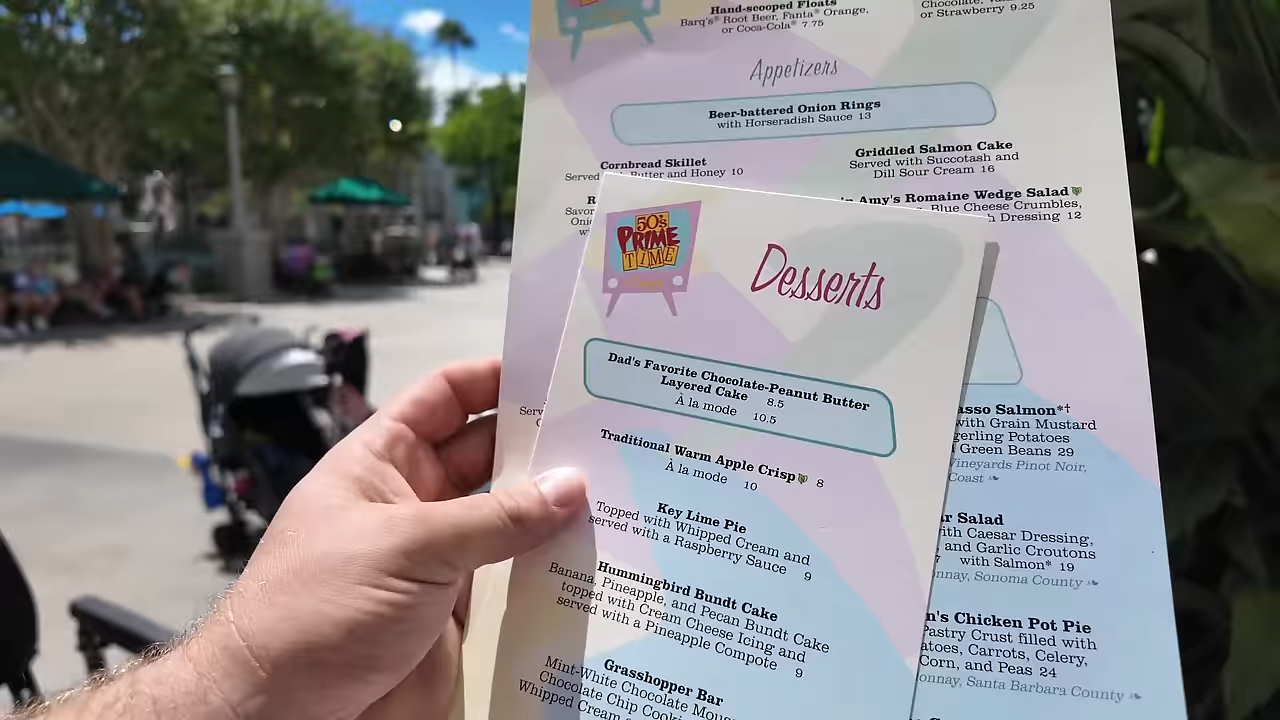 Hand-scooped Floats
Barq's® Root Beer, Fanta® Orange,
or Coca-Cola® 7.75
Chocolate,
or Strawberry 9.25
Appetizers
Beer-battered Onion Rings
with Horseradish Sauce 13
Cornbread Skillet
Served Butter and Honey 10
Griddled Salmon Cake
Served with Succotash and
Dill Sour Cream 16
Amy's Romaine Wedge Salad
Blue Cheese Crumbles,
Dressing 12
50's
PRIME
TIME
Desserts
Dad's Favorite Chocolate-Peanut Butter
Layered Cake 8.5
À la mode 10.5
Traditional Warm Apple Crisp 8
À la mode 10
Key Lime Pie
Topped with Whipped Cream and
served with a Raspberry Sauce 9
Hummingbird Bundt Cake
Banana, Pineapple, and Pecan Bundt Cake
topped with Cream Cheese Icing and
served with a Pineapple Compote 9
Grasshopper Bar
Mint-White Chocolate
Chocolate Chip
Whipped Cream
Salmon*†
with Grain Mustard
Potatoes
Green Beans 29
Vineyards Pinot Noir,
Coast
Salad
with Caesar Dressing,
and Garlic Croutons
with Salmon* 19
Sonoma County
Chicken Pot Pie
Pastry Crust filled with
Carrots, Celery,
Corn, and Peas 24
Santa Barbara County